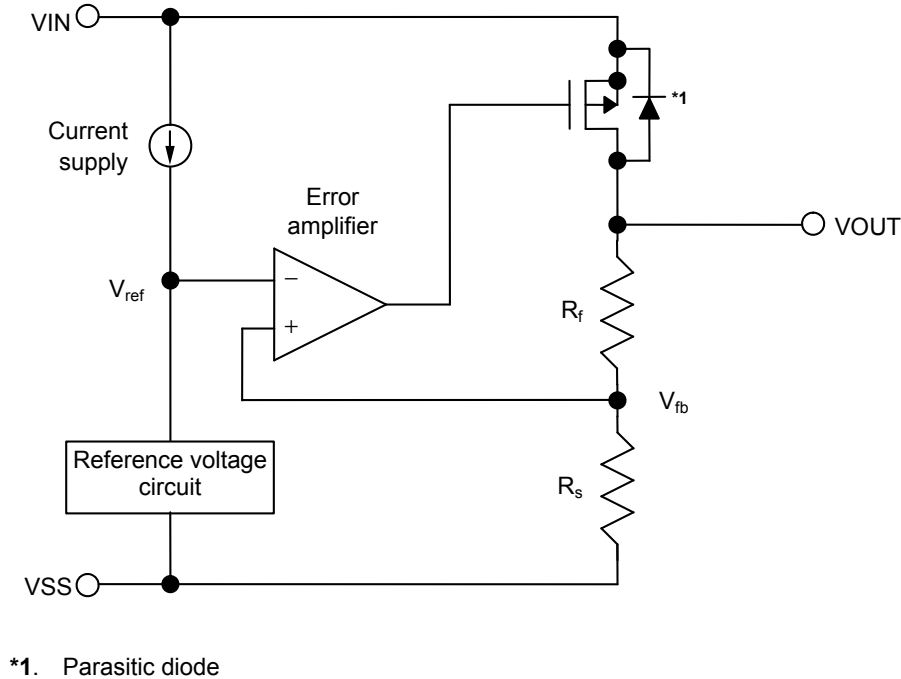 VIN
*1
Current
supply
Error
amplifier
VOUT
Vref
−
+
Rf
Vfb
Reference voltage
circuit
Rs
VSS
*1. Parasitic diode